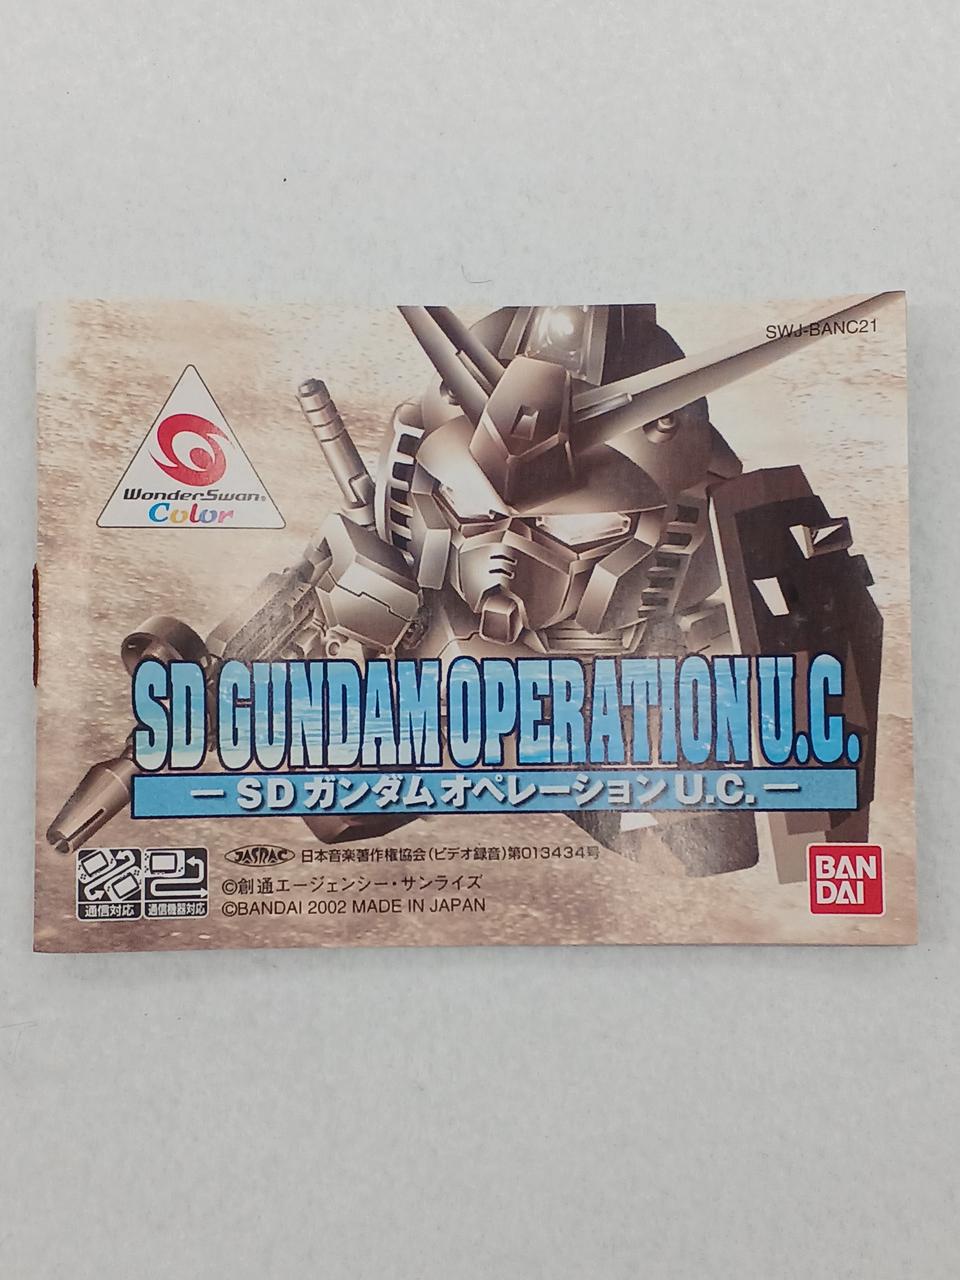 SWJ-BANC21
WonderSwan®
Color
SD GUNDAM OPERATION U.C.
— SDガンダムオペレーションU.C. —
JASRAC 日本音楽著作権協会(ビデオ録音)第013434号
通信対応 通信機器対応
©創通エージェンシー・サンライズ
©BANDAI 2002 MADE IN JAPAN
BAN
DAI